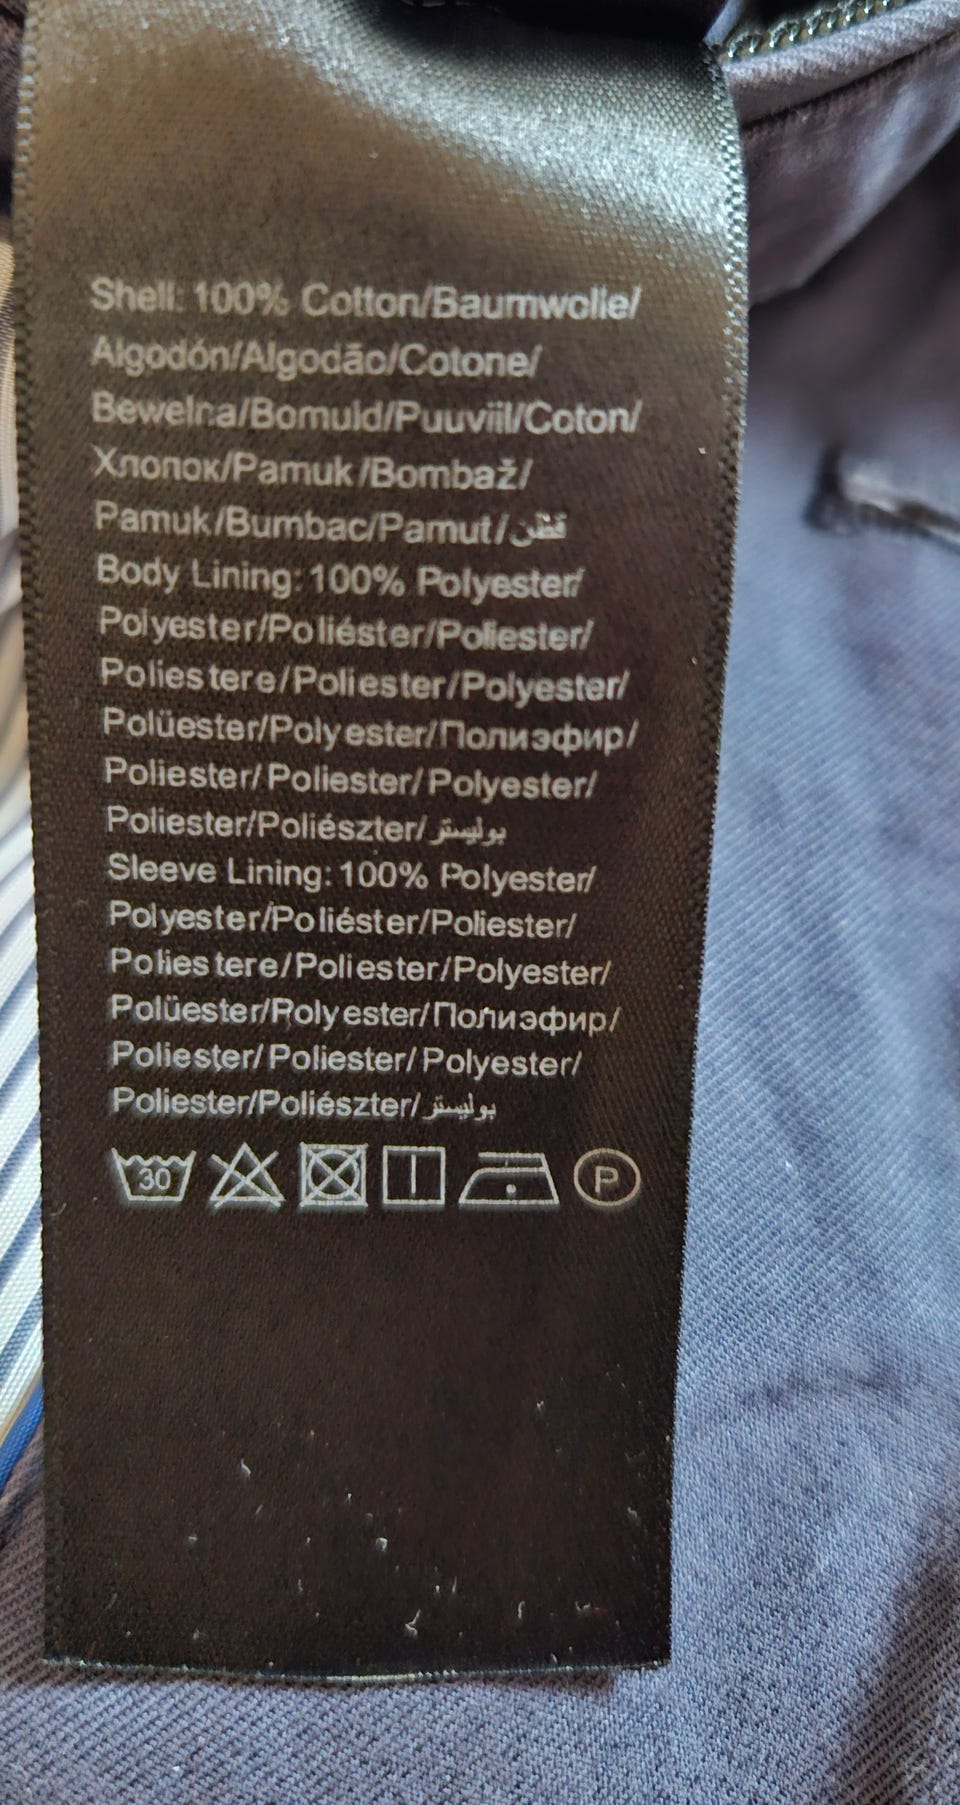 Shell: 100% Cotton/Baumwolle/
Algodón/Algodão/Cotone/
Bewelna/Bomuld/Puuviil/Coton/
Хлопок/Pamuk/Bombaž/
Pamuk/Bumbac/Pamut/قطن
Body Lining: 100% Polyester/
Polyester/Poliéster/Poliester/
Poliestere/Poliester/Polyester/
Polüester/Polyester/Полиэфир/
Poliester/Poliester/Polyester/
Poliester/Poliészter/بوليستر
Sleeve Lining: 100% Polyester/
Polyester/Poliéster/Poliester/
Poliestere/Poliester/Polyester/
Polüester/Polyester/Полиэфир/
Poliester/Poliester/Polyester/
Poliester/Poliészter/بوليستر
30 P